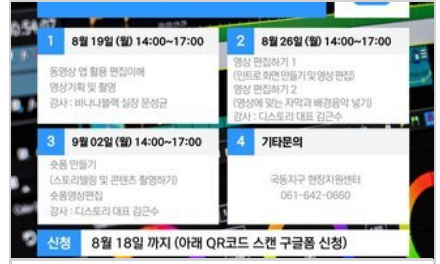 1 8월 19일 (월) 14:00~17:00
동영상 앱 활용 편집이해
영상기획 및 촬영
강사 : 바나나블랙 실장 문성균
2 8월 26일 (월) 14:00~17:00
영상 편집하기 1
(인트로화면 만들기 및 영상 편집)
영상 편집하기 2
(영상에 맞는 자막과 배경음악 넣기)
강사 : 디스토리 대표 김근수
3 9월 02일 (월) 14:00~17:00
숏폼 만들기
(스토리텔링 및 콘텐츠 촬영하기)
숏폼영상편집
강사 : 디스토리 대표 김근수
4 기타문의
국동지구 현장지원센터
061-642-0660
신청 8월 18일 까지 (아래 QR코드 스캔 구글폼 신청)